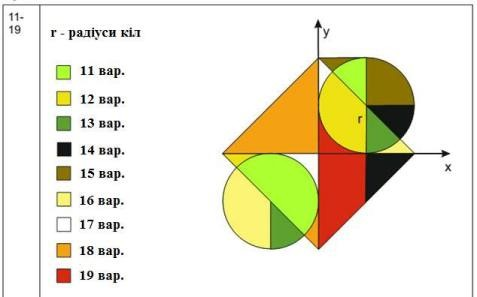 11-
19
r - радіуси кіл
11 вар.
12 вар.
13 вар.
14 вар.
15 вар.
16 вар.
17 вар.
18 вар.
19 вар.
y
r
x